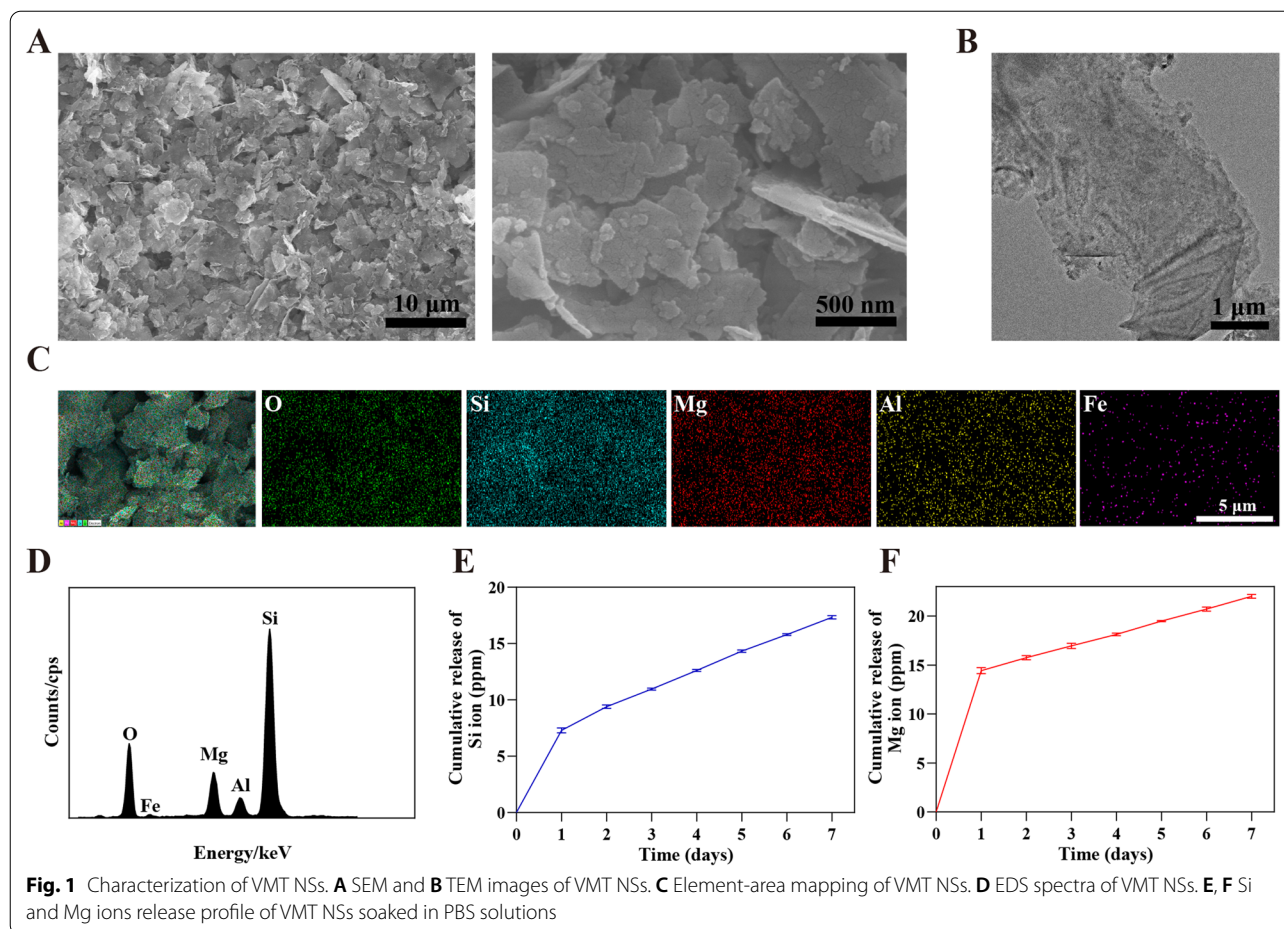 A
B
10 µm
500 nm
1 µm
C
O
Si
Mg
Al
Fe
5 µm
D
E
F
Counts/cps
O
Fe
Mg
Al
Si
Energy/keV
Cumulative release of
Si ion (ppm)
20
15
10
5
0
0 1 2 3 4 5 6 7
Time (days)
Cumulative release of
Mg ion (ppm)
20
15
10
5
0
0 1 2 3 4 5 6 7
Time (days)
Fig. 1 Characterization of VMT NSs. A SEM and B TEM images of VMT NSs. C Element-area mapping of VMT NSs. D EDS spectra of VMT NSs. E, F Si
and Mg ions release profile of VMT NSs soaked in PBS solutions